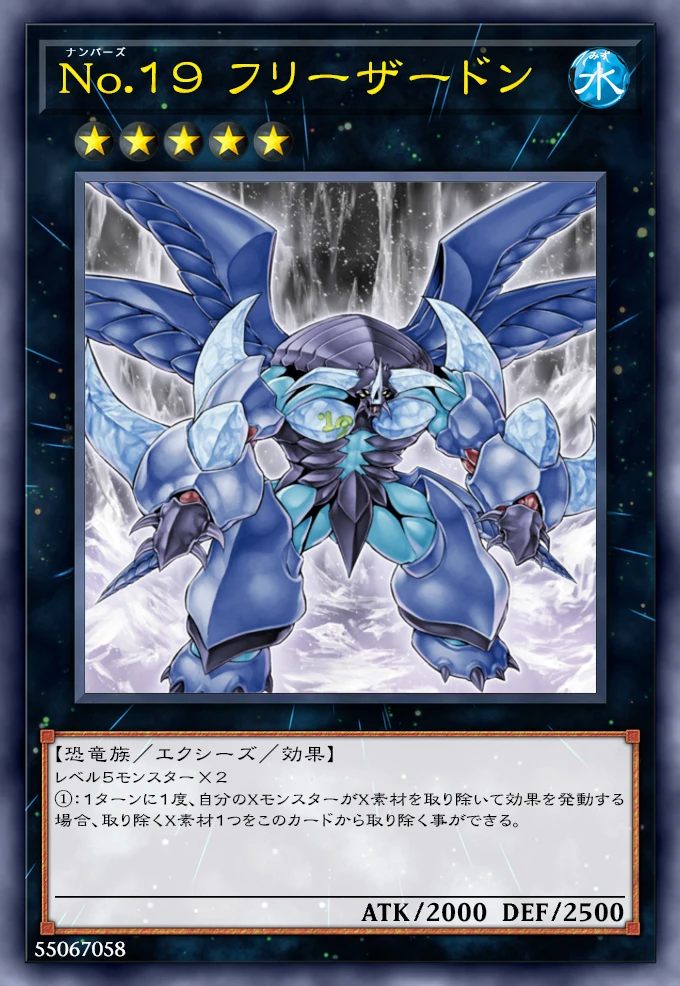 ナンバーズ
No.19 フリーザードン
みず
水
19
【恐竜族／エクシーズ／効果】
レベル5モンスター×2
①：1ターンに1度、自分のXモンスターがX素材を取り除いて効果を発動する
場合、取り除くX素材1つをこのカードから取り除く事ができる。
ATK/2000 DEF/2500
55067058